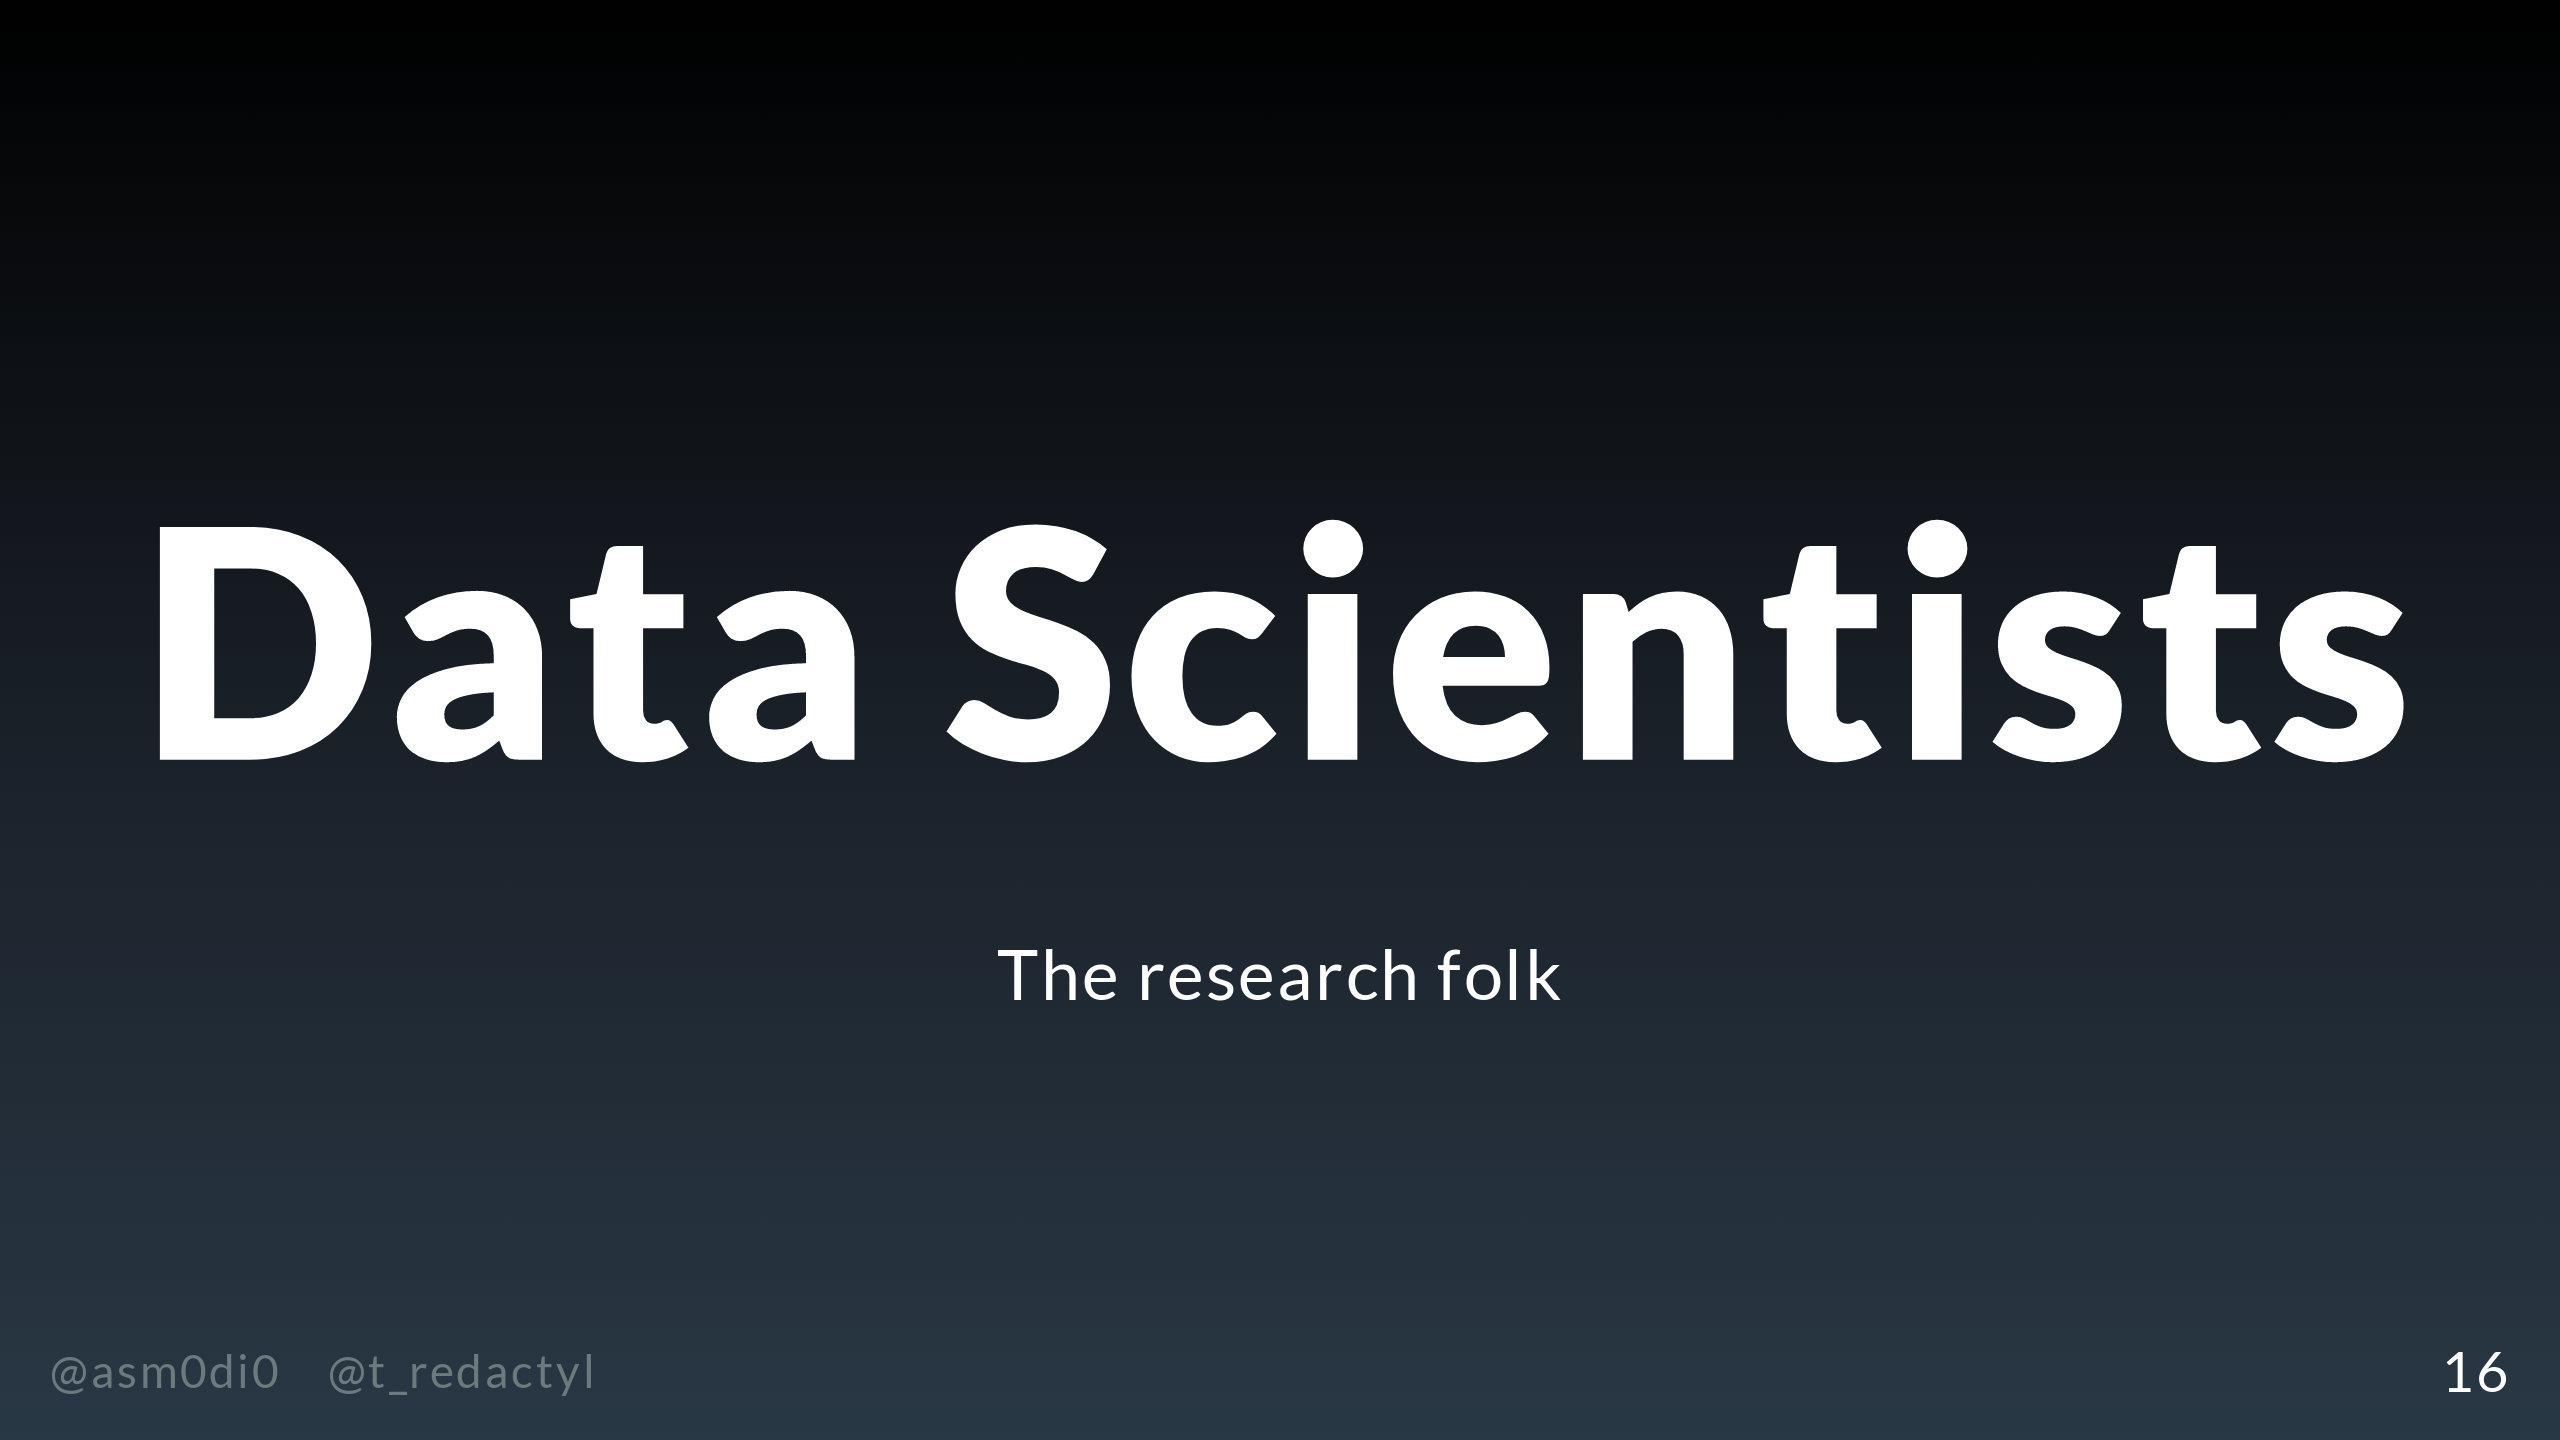 Data Scientists
The research folk
@asm0di0 @t_redactyl
16